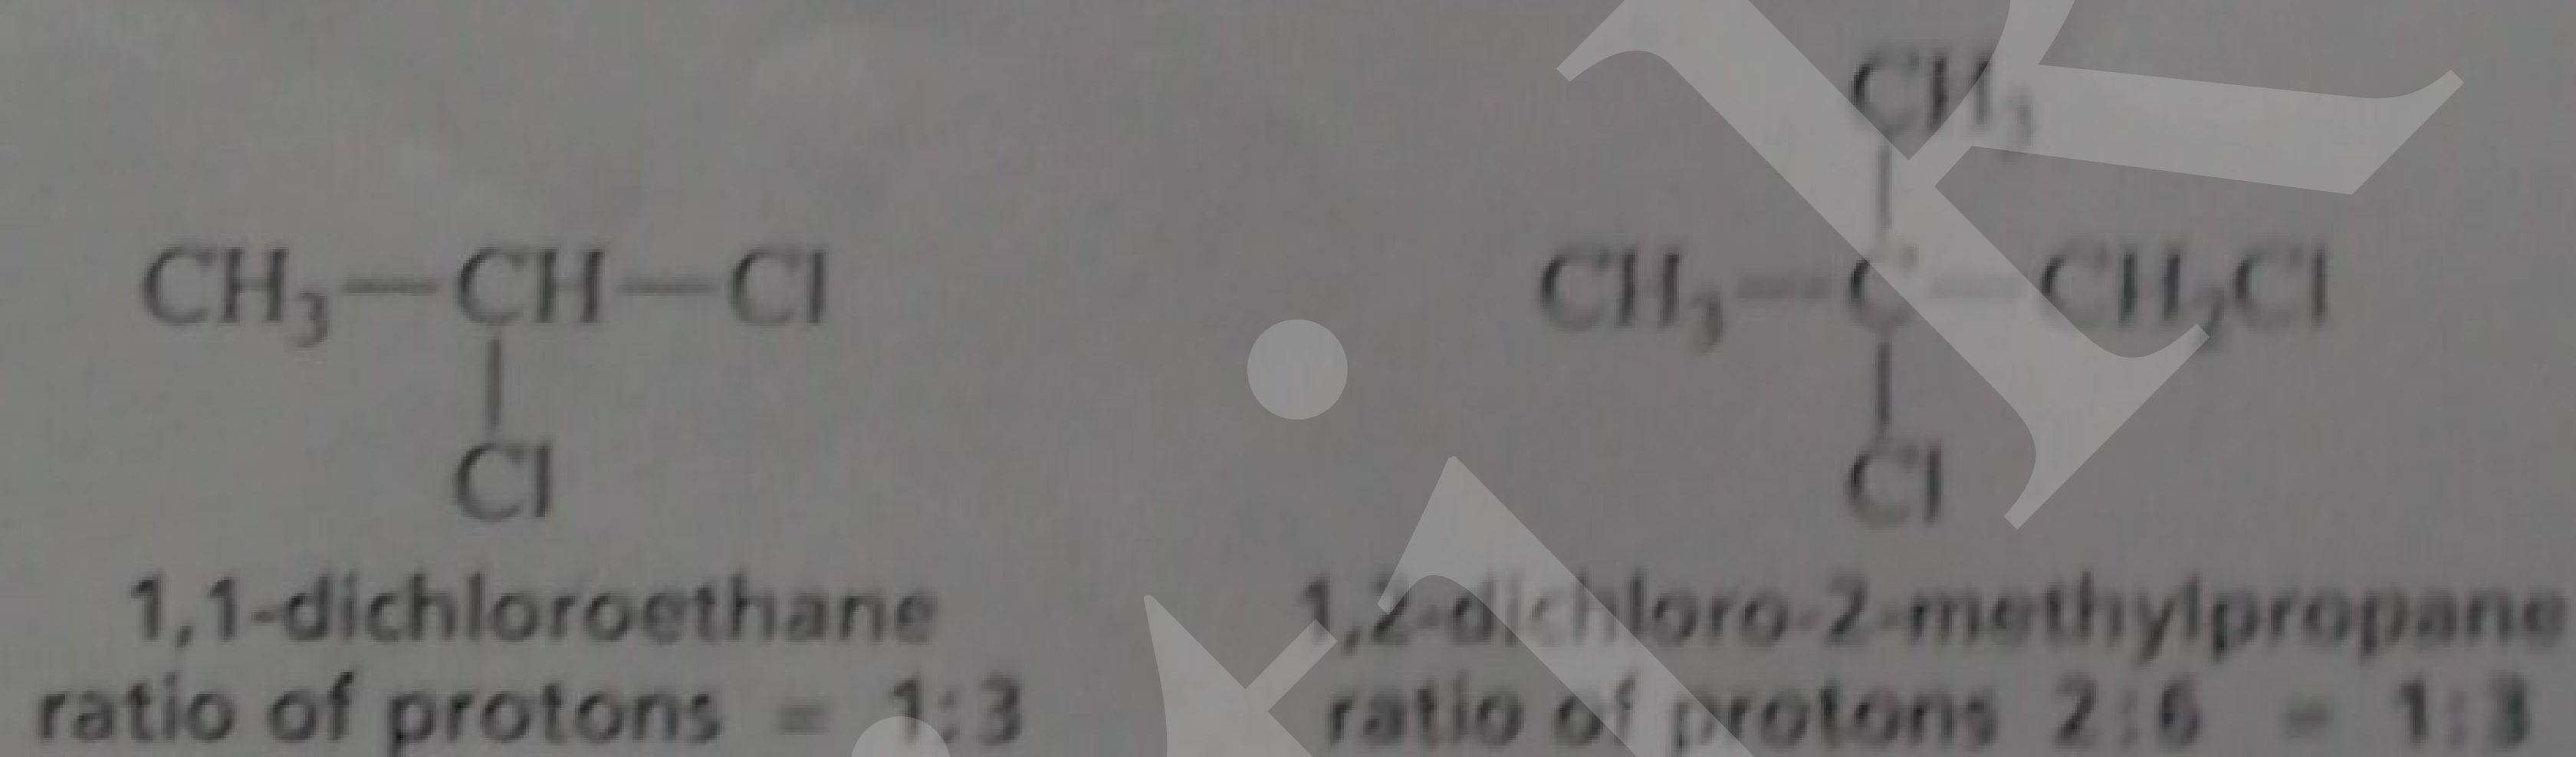 CH₃
CH₃—CH—Cl
CH₃—C—CH₂Cl
Cl
Cl
1,1-dichloroethane
1,2-dichloro-2-methylpropane
ratio of protons = 1:3
ratio of protons 2:6 = 1:3